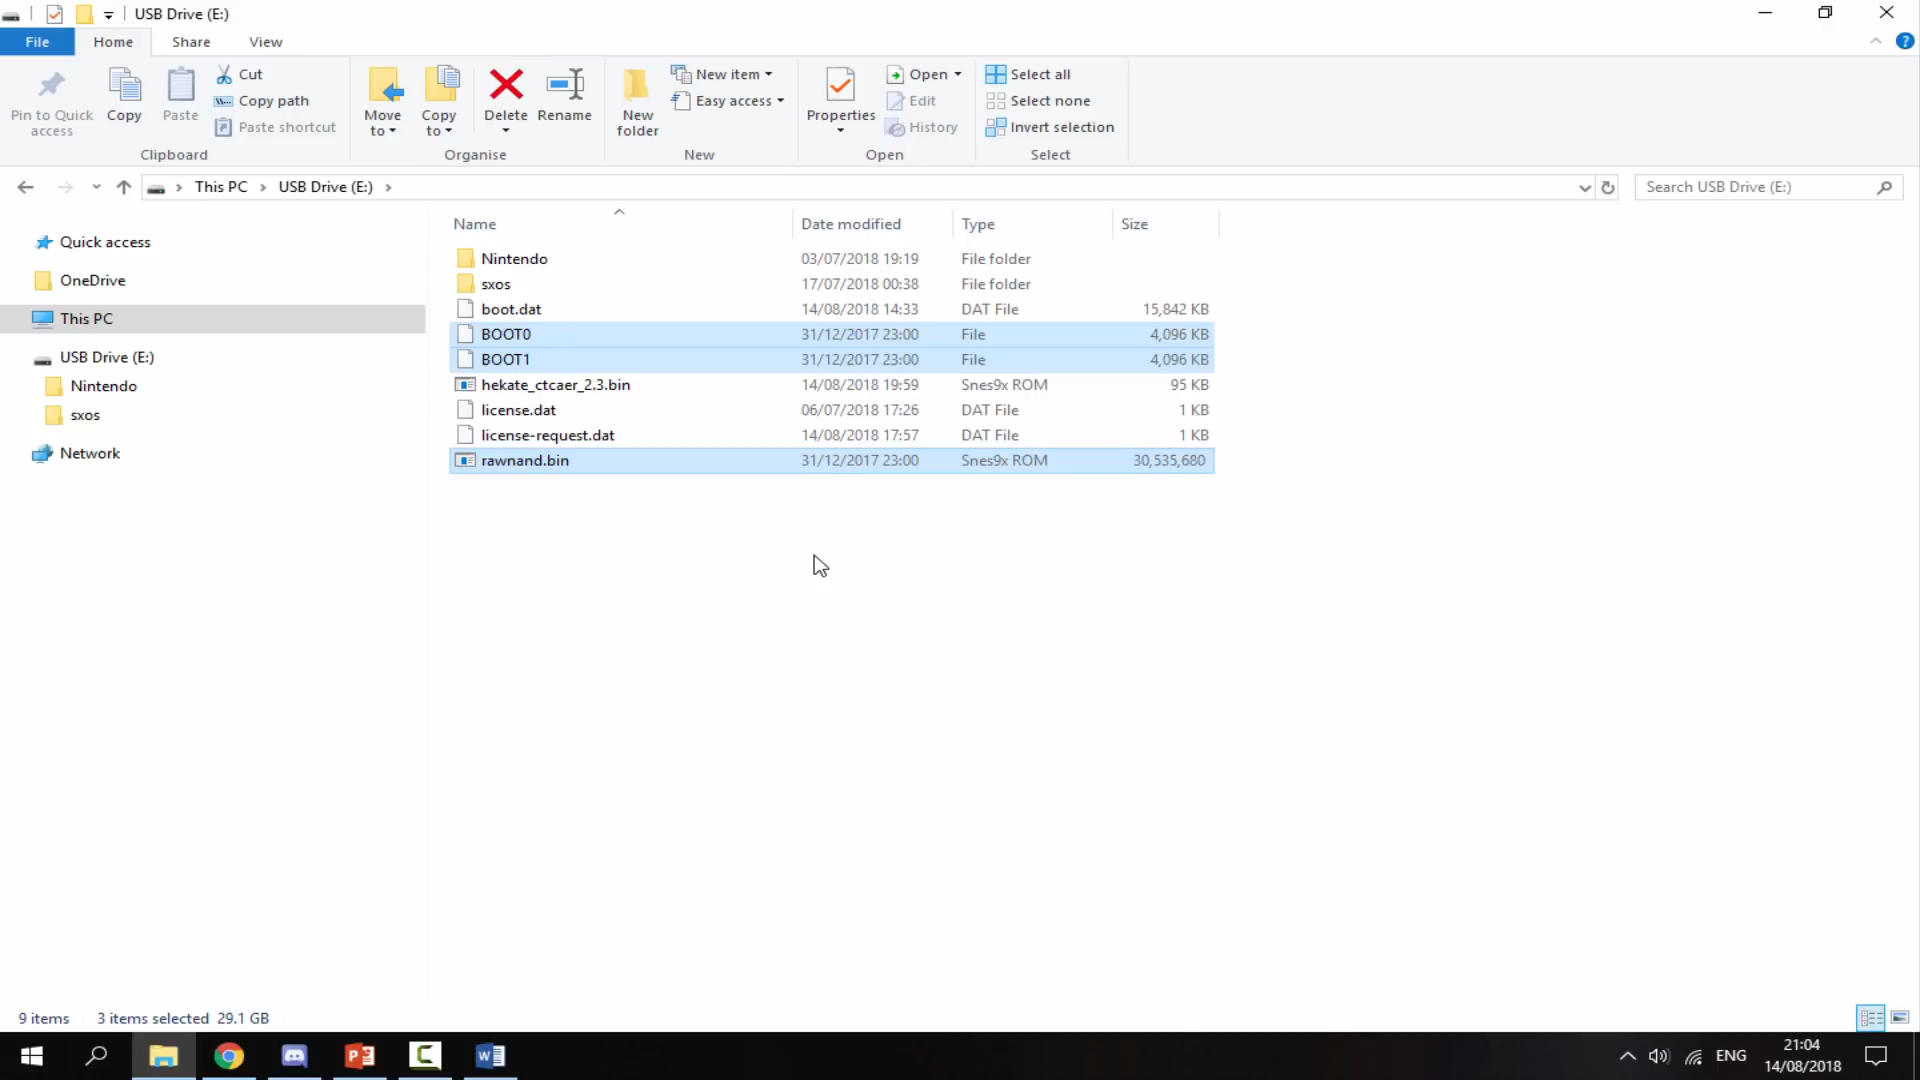 USB Drive (E:)
File Home Share View
Pin to Quick access
Copy
Paste
Cut
Copy path
Paste shortcut
Clipboard
Move to
Copy to
Delete
Rename
Organise
New folder
New item
Easy access
New
Properties
Open
Edit
History
Open
Select all
Select none
Invert selection
Select
This PC USB Drive (E:)
Search USB Drive (E:)
Quick access
OneDrive
This PC
USB Drive (E:)
Nintendo
sxos
Network
Name Date modified Type Size
Nintendo 03/07/2018 19:19 File folder
sxos 17/07/2018 00:38 File folder
boot.dat 14/08/2018 14:33 DAT File 15,842 KB
BOOT0 31/12/2017 23:00 File 4,096 KB
BOOT1 31/12/2017 23:00 File 4,096 KB
hekate_ctcaer_2.3.bin 14/08/2018 19:59 Snes9x ROM 95 KB
license.dat 06/07/2018 17:26 DAT File 1 KB
license-request.dat 14/08/2018 17:57 DAT File 1 KB
rawnand.bin 31/12/2017 23:00 Snes9x ROM 30,535,680
9 items 3 items selected 29.1 GB
ENG
21:04
14/08/2018